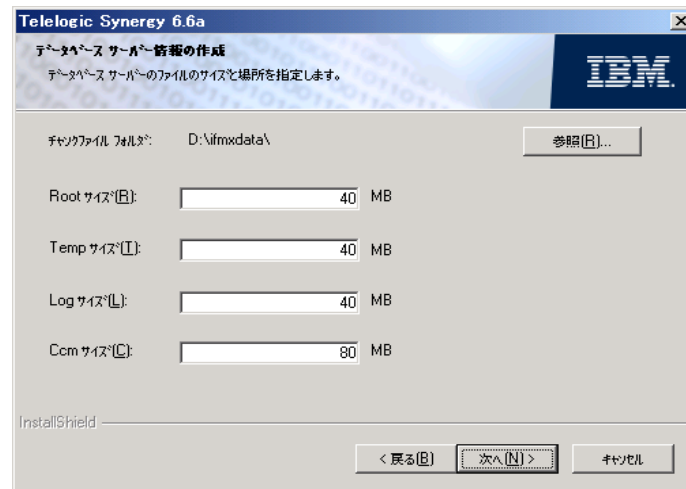 Telelogic Synergy 6.6a
ﾃﾞｰﾀﾍﾞｰｽ ｻｰﾊﾞｰ情報の作成
ﾃﾞｰﾀﾍﾞｰｽ ｻｰﾊﾞｰのﾌｧｲﾙのｻｲｽﾞと場所を指定します。
IBM.
ﾁｬﾝｸﾌｧｲﾙ ﾌｫﾙﾀﾞ: D:\ifmxdata\ 参照(R)...
Root ｻｲｽﾞ(R): 40 MB
Temp ｻｲｽﾞ(T): 40 MB
Log ｻｲｽﾞ(L): 40 MB
Ccm ｻｲｽﾞ(C): 80 MB
InstallShield
< 戻る(B) 次へ(N) > ｷｬﾝｾﾙ